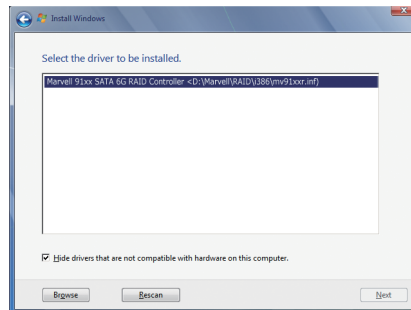 Install Windows
Select the driver to be installed.
Marvell 91xx SATA 6G RAID Controller <D:\Marvell\RAID\i386\mv91xxr.inf)
Hide drivers that are not compatible with hardware on this computer.
Browse Rescan Next